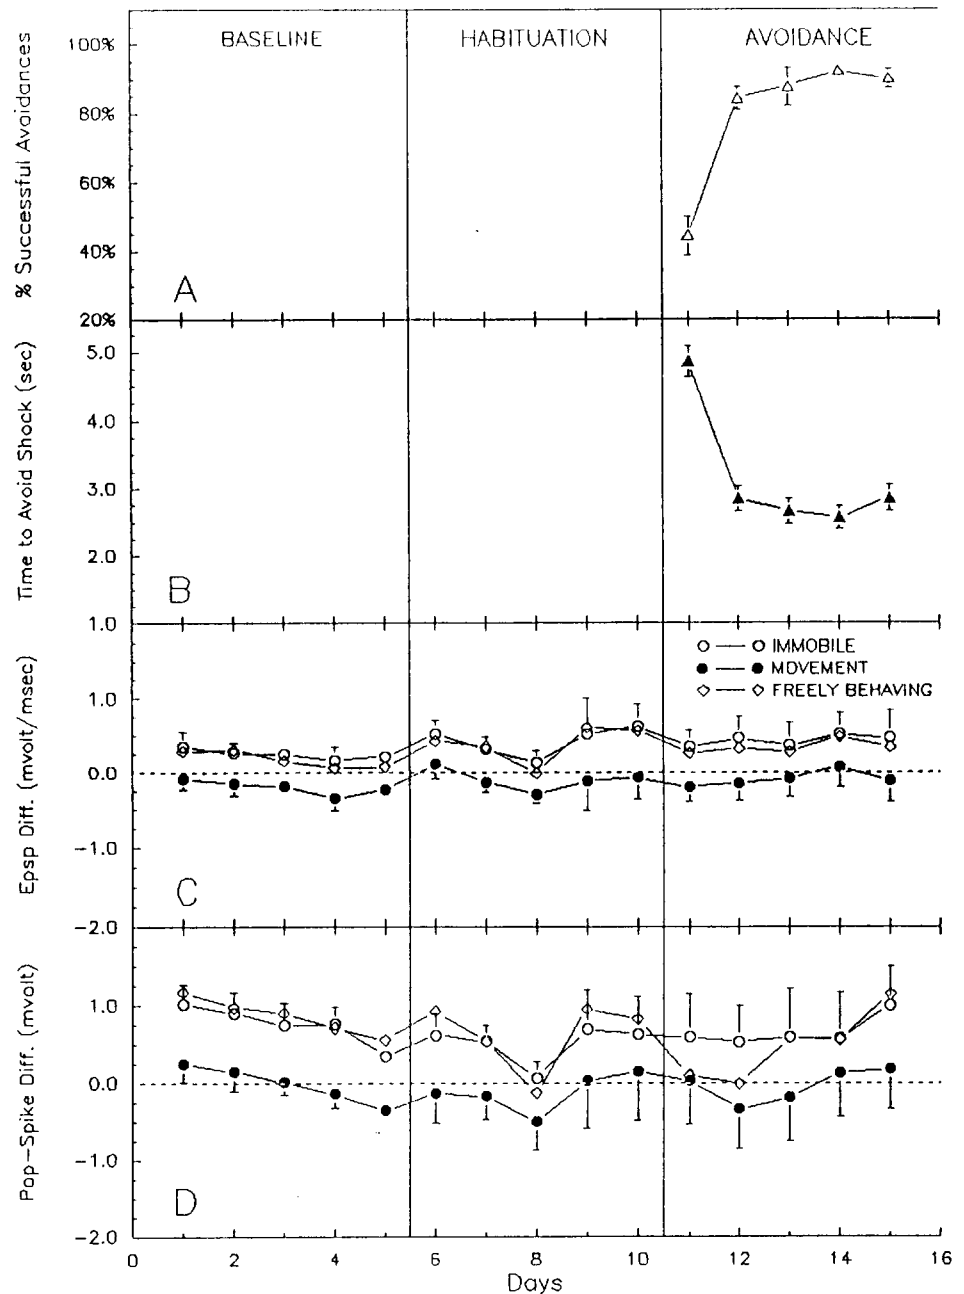 BASELINE HABITUATION AVOIDANCE
% Successful Avoidances
100%
80%
60%
40%
20%
A
Time to Avoid Shock (sec)
5.0
4.0
3.0
2.0
1.0
B
IMMOBILE
MOVEMENT
FREELY BEHAVING
Epsp Diff. (mvolt/msec)
1.0
0.0
-1.0
-2.0
C
Pop-Spike Diff. (mvolt)
1.0
0.0
-1.0
-2.0
D
0 2 4 6 8 10 12 14 16
Days